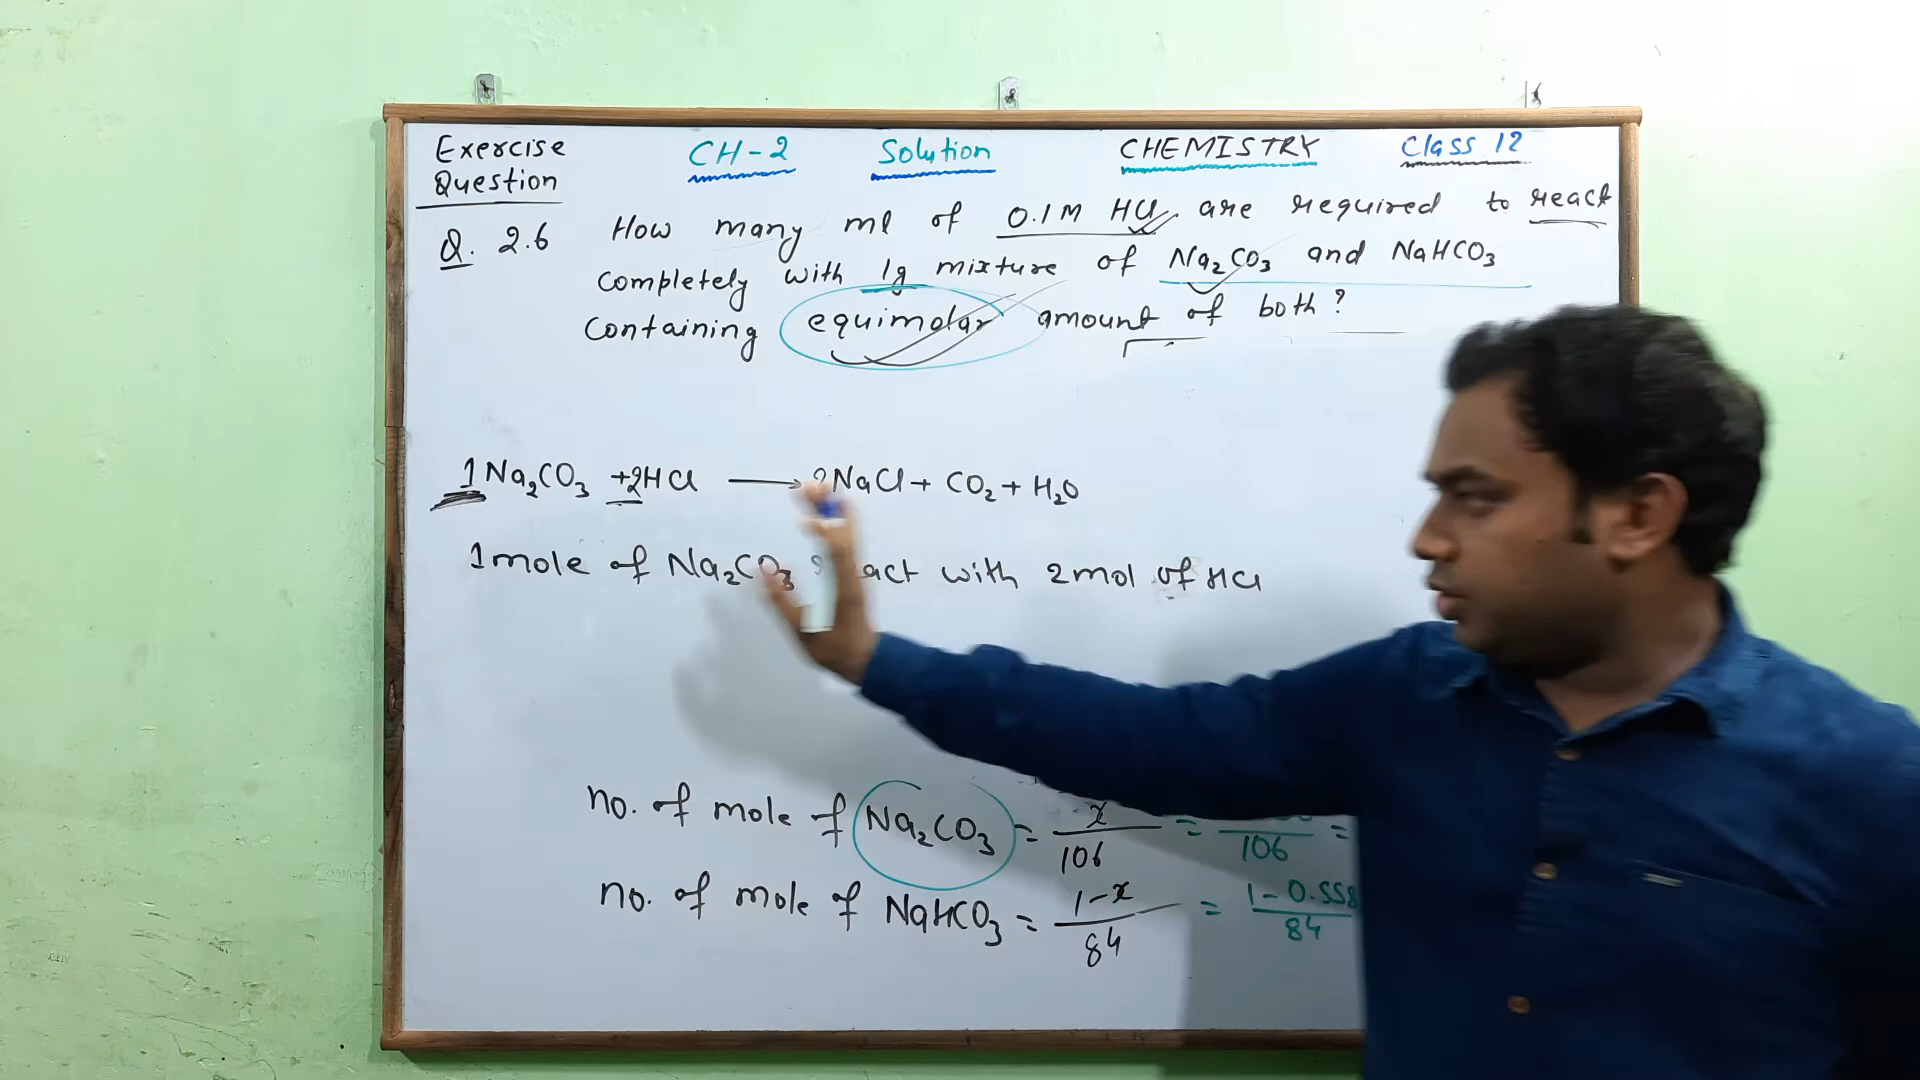 Exercise Question CH-2 Solution CHEMISTRY Class 12
Q. 2.6 How many ml of 0.1M HCl are required to react
completely with 1g mixture of Na₂CO₃ and NaHCO₃
containing equimolar amount of both?
1Na₂CO₃ +2HCl ⟶ 2NaCl + CO₂ + H₂O
1mole of Na₂CO₃ act with 2mol of HCl
no. of mole of Na₂CO₃ = x/106 = /106 =
no. of mole of NaHCO₃ = 1-x/84 = 1-0.558/84